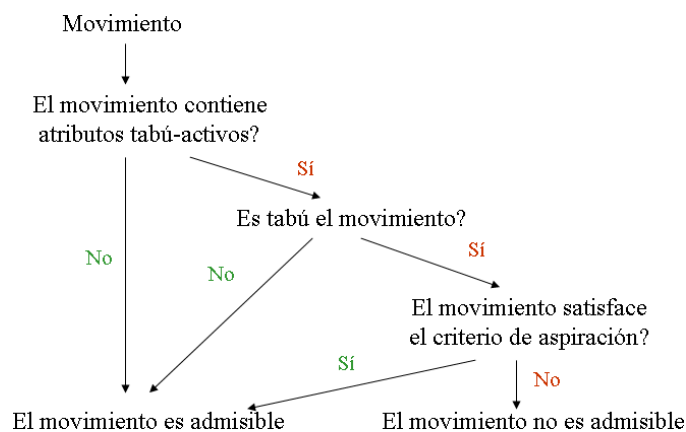 Movimiento
El movimiento contiene
atributos tabú-activos?
Sí
Es tabú el movimiento?
No
No
Sí
El movimiento satisface
el criterio de aspiración?
Sí
No
El movimiento es admisible
El movimiento no es admisible